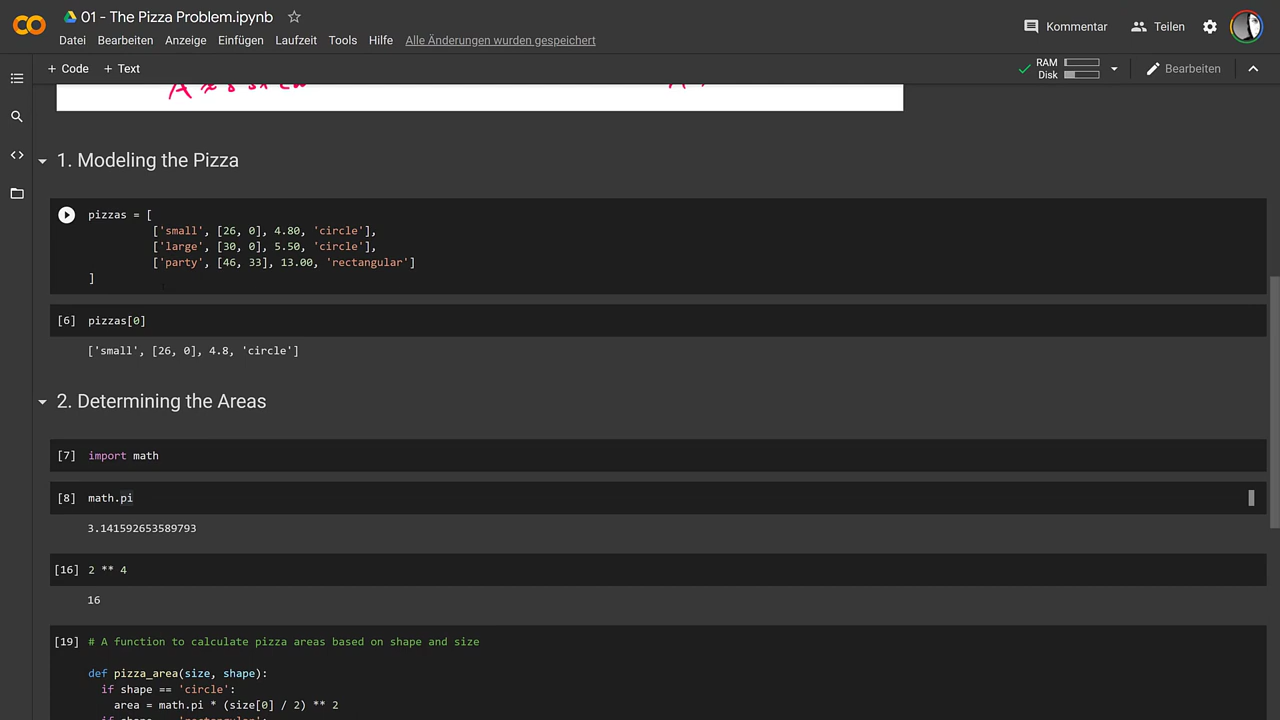 01 - The Pizza Problem.ipynb
Kommentar
Teilen
Datei Bearbeiten Anzeige Einfügen Laufzeit Tools Hilfe Alle Änderungen wurden gespeichert
+ Code + Text
RAM
Disk
Bearbeiten
1. Modeling the Pizza
pizzas = [
['small', [26, 0], 4.80, 'circle'],
['large', [30, 0], 5.50, 'circle'],
['party', [46, 33], 13.00, 'rectangular']
]
[6] pizzas[0]
['small', [26, 0], 4.8, 'circle']
2. Determining the Areas
[7] import math
[8] math.pi
3.141592653589793
[16] 2 ** 4
16
[19] # A function to calculate pizza areas based on shape and size
def pizza_area(size, shape):
if shape == 'circle':
area = math.pi * (size[0] / 2) ** 2
if shape == 'rectangular':